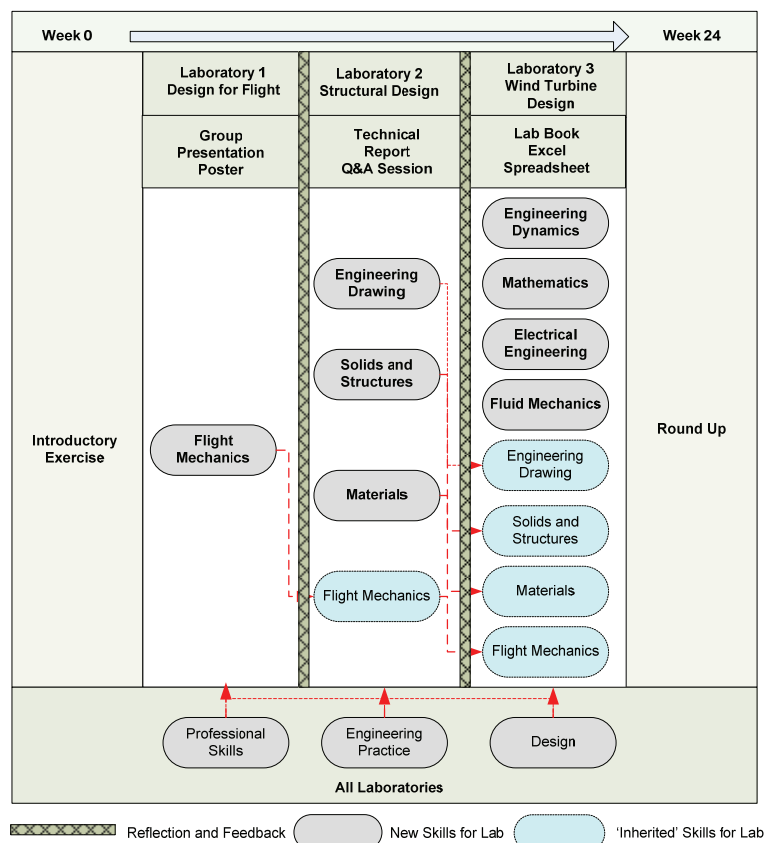 Week 0
Week 24
Laboratory 1
Design for Flight
Laboratory 2
Structural Design
Laboratory 3
Wind Turbine
Design
Group
Presentation
Poster
Technical
Report
Q&A Session
Lab Book
Excel
Spreadsheet
Introductory
Exercise
Flight
Mechanics
Engineering
Drawing
Solids and
Structures
Materials
Flight Mechanics
Engineering
Dynamics
Mathematics
Electrical
Engineering
Fluid Mechanics
Engineering
Drawing
Solids and
Structures
Materials
Flight Mechanics
Round Up
Professional
Skills
Engineering
Practice
Design
All Laboratories
Reflection and Feedback
New Skills for Lab
‘Inherited’ Skills for Lab